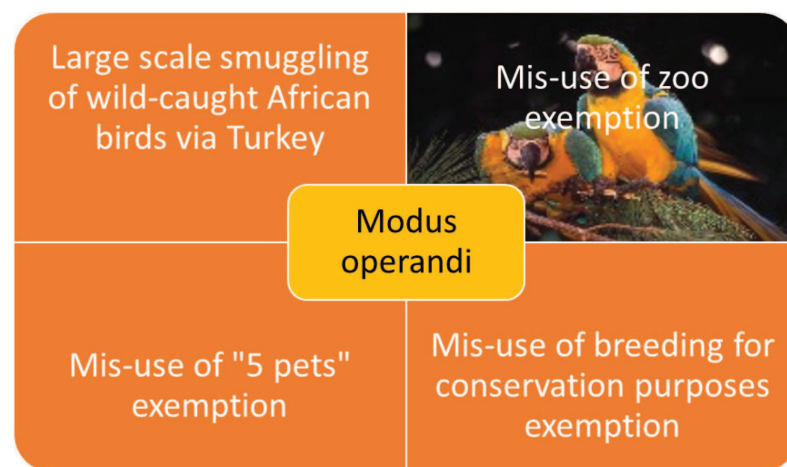 Large scale smuggling
of wild-caught African
birds via Turkey
Mis-use of zoo
exemption
Modus
operandi
Mis-use of "5 pets"
exemption
Mis-use of breeding for
conservation purposes
exemption